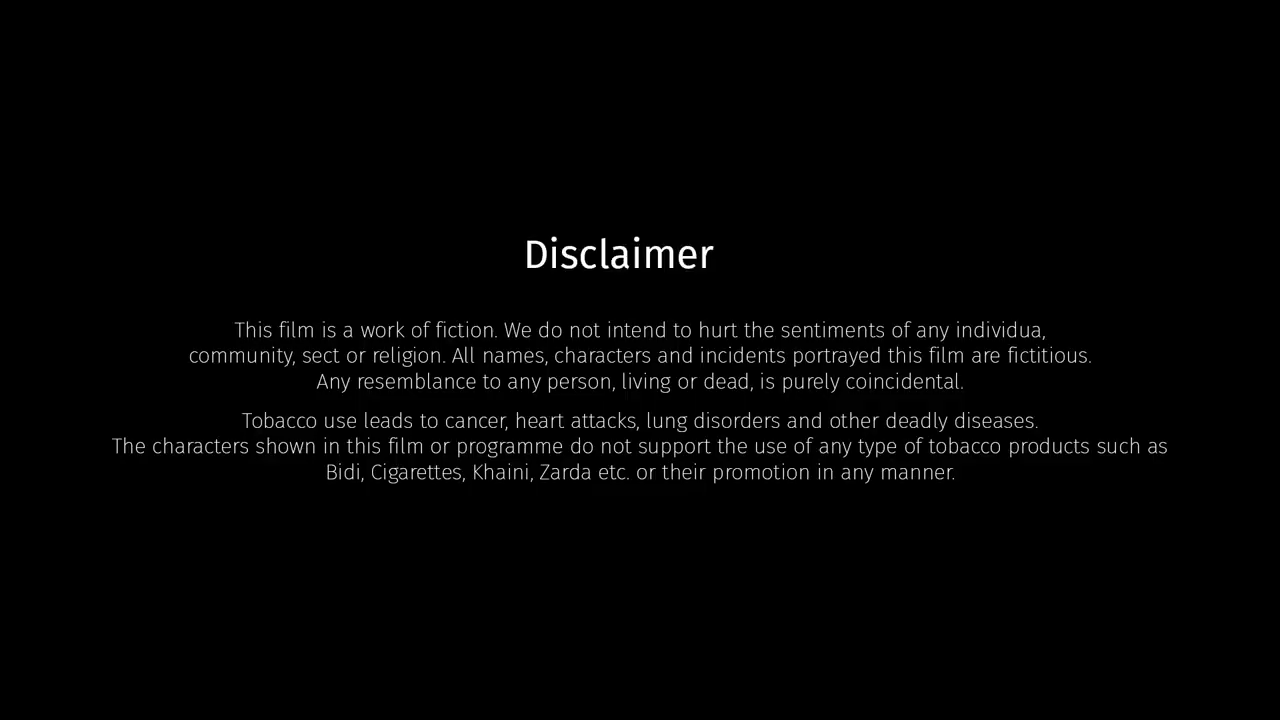 Disclaimer
This film is a work of fiction. We do not intend to hurt the sentiments of any individua,
community, sect or religion. All names, characters and incidents portrayed this film are fictitious.
Any resemblance to any person, living or dead, is purely coincidental.
Tobacco use leads to cancer, heart attacks, lung disorders and other deadly diseases.
The characters shown in this film or programme do not support the use of any type of tobacco products such as
Bidi, Cigarettes, Khaini, Zarda etc. or their promotion in any manner.